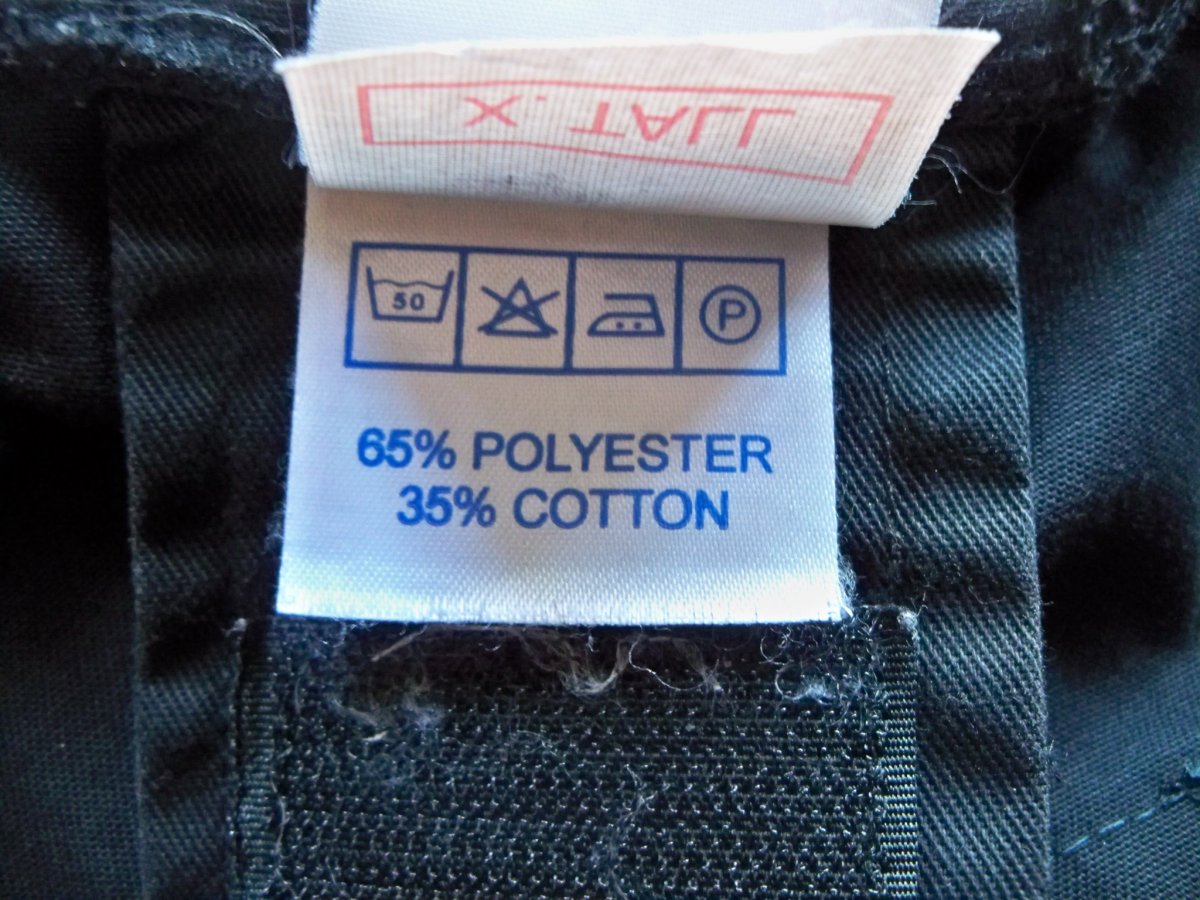 X. TALL
50 P
65% POLYESTER
35% COTTON